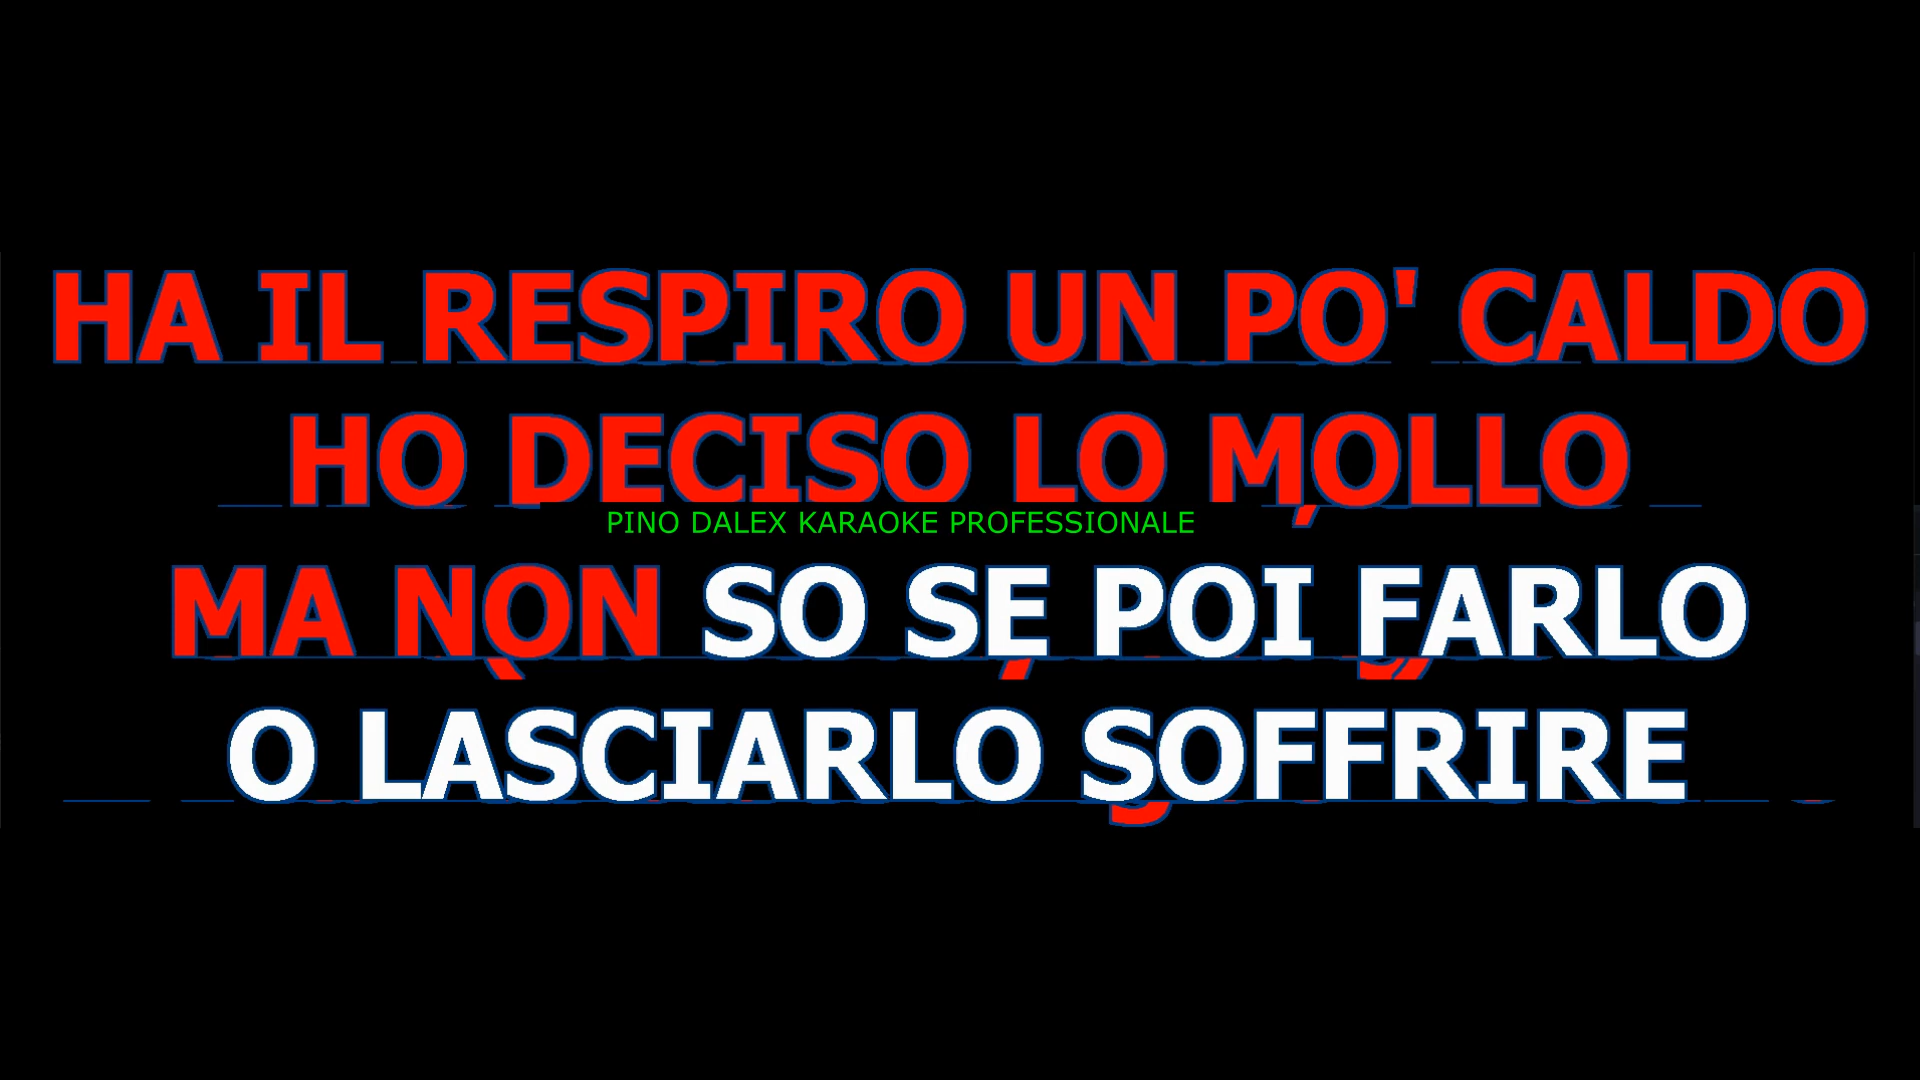 HA IL RESPIRO UN PO' CALDO
HO DECISO LO MOLLO
PINO DALEX KARAOKE PROFESSIONALE
MA NON SO SE POI FARLO
O LASCIARLO SOFFRIRE